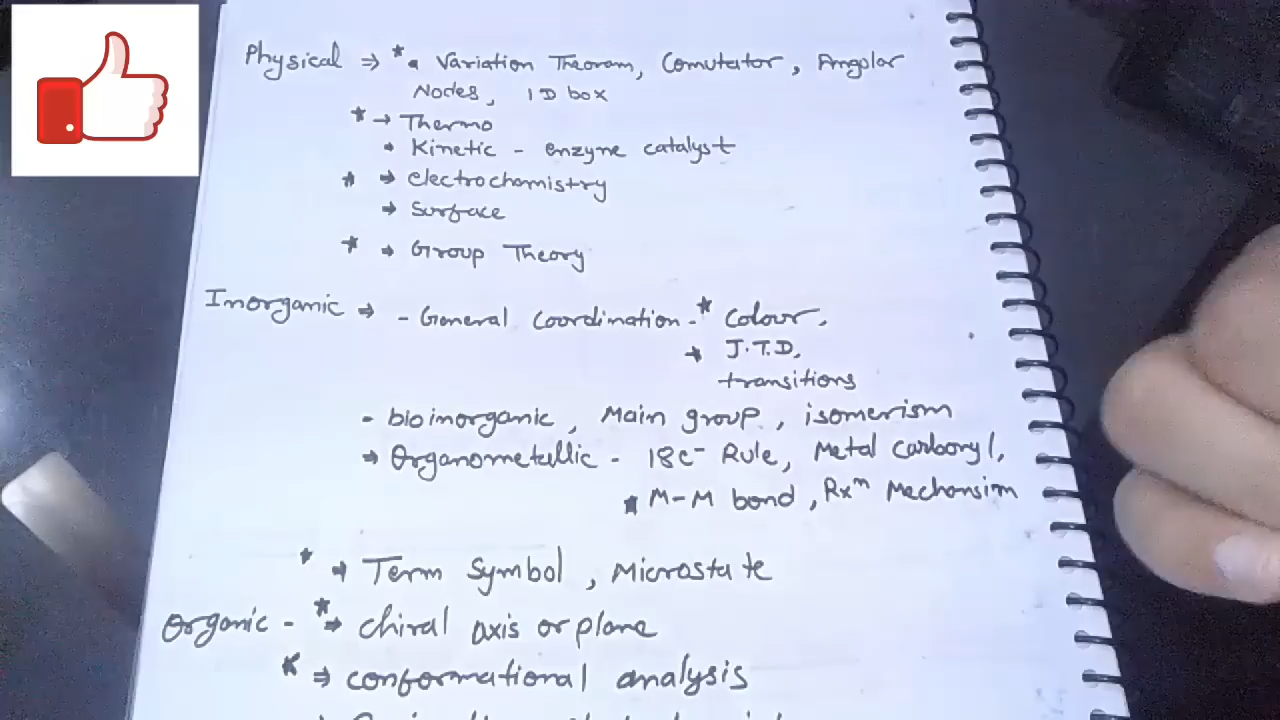 Physical ⇒ * • Variation Theoram, Comutator, Angolar
Nodes, 1D box
* → Thermo
• Kinetic - enzyme catalyst
* → electrochemistry
→ Surface
* → Group Theory
Inorganic ⇒ - General Coordination - * Colour.
* J.T.D.
transitions
- bioinorganic, Main group, isomerism
⇒ Organometallic - 18e⁻ Rule, Metal Carbonyl,
* M-M bond, Rxⁿ Mechansim
* → Term Symbol, Microstate
Organic - * ⇒ chiral axis or plane
* ⇒ conformational analysis